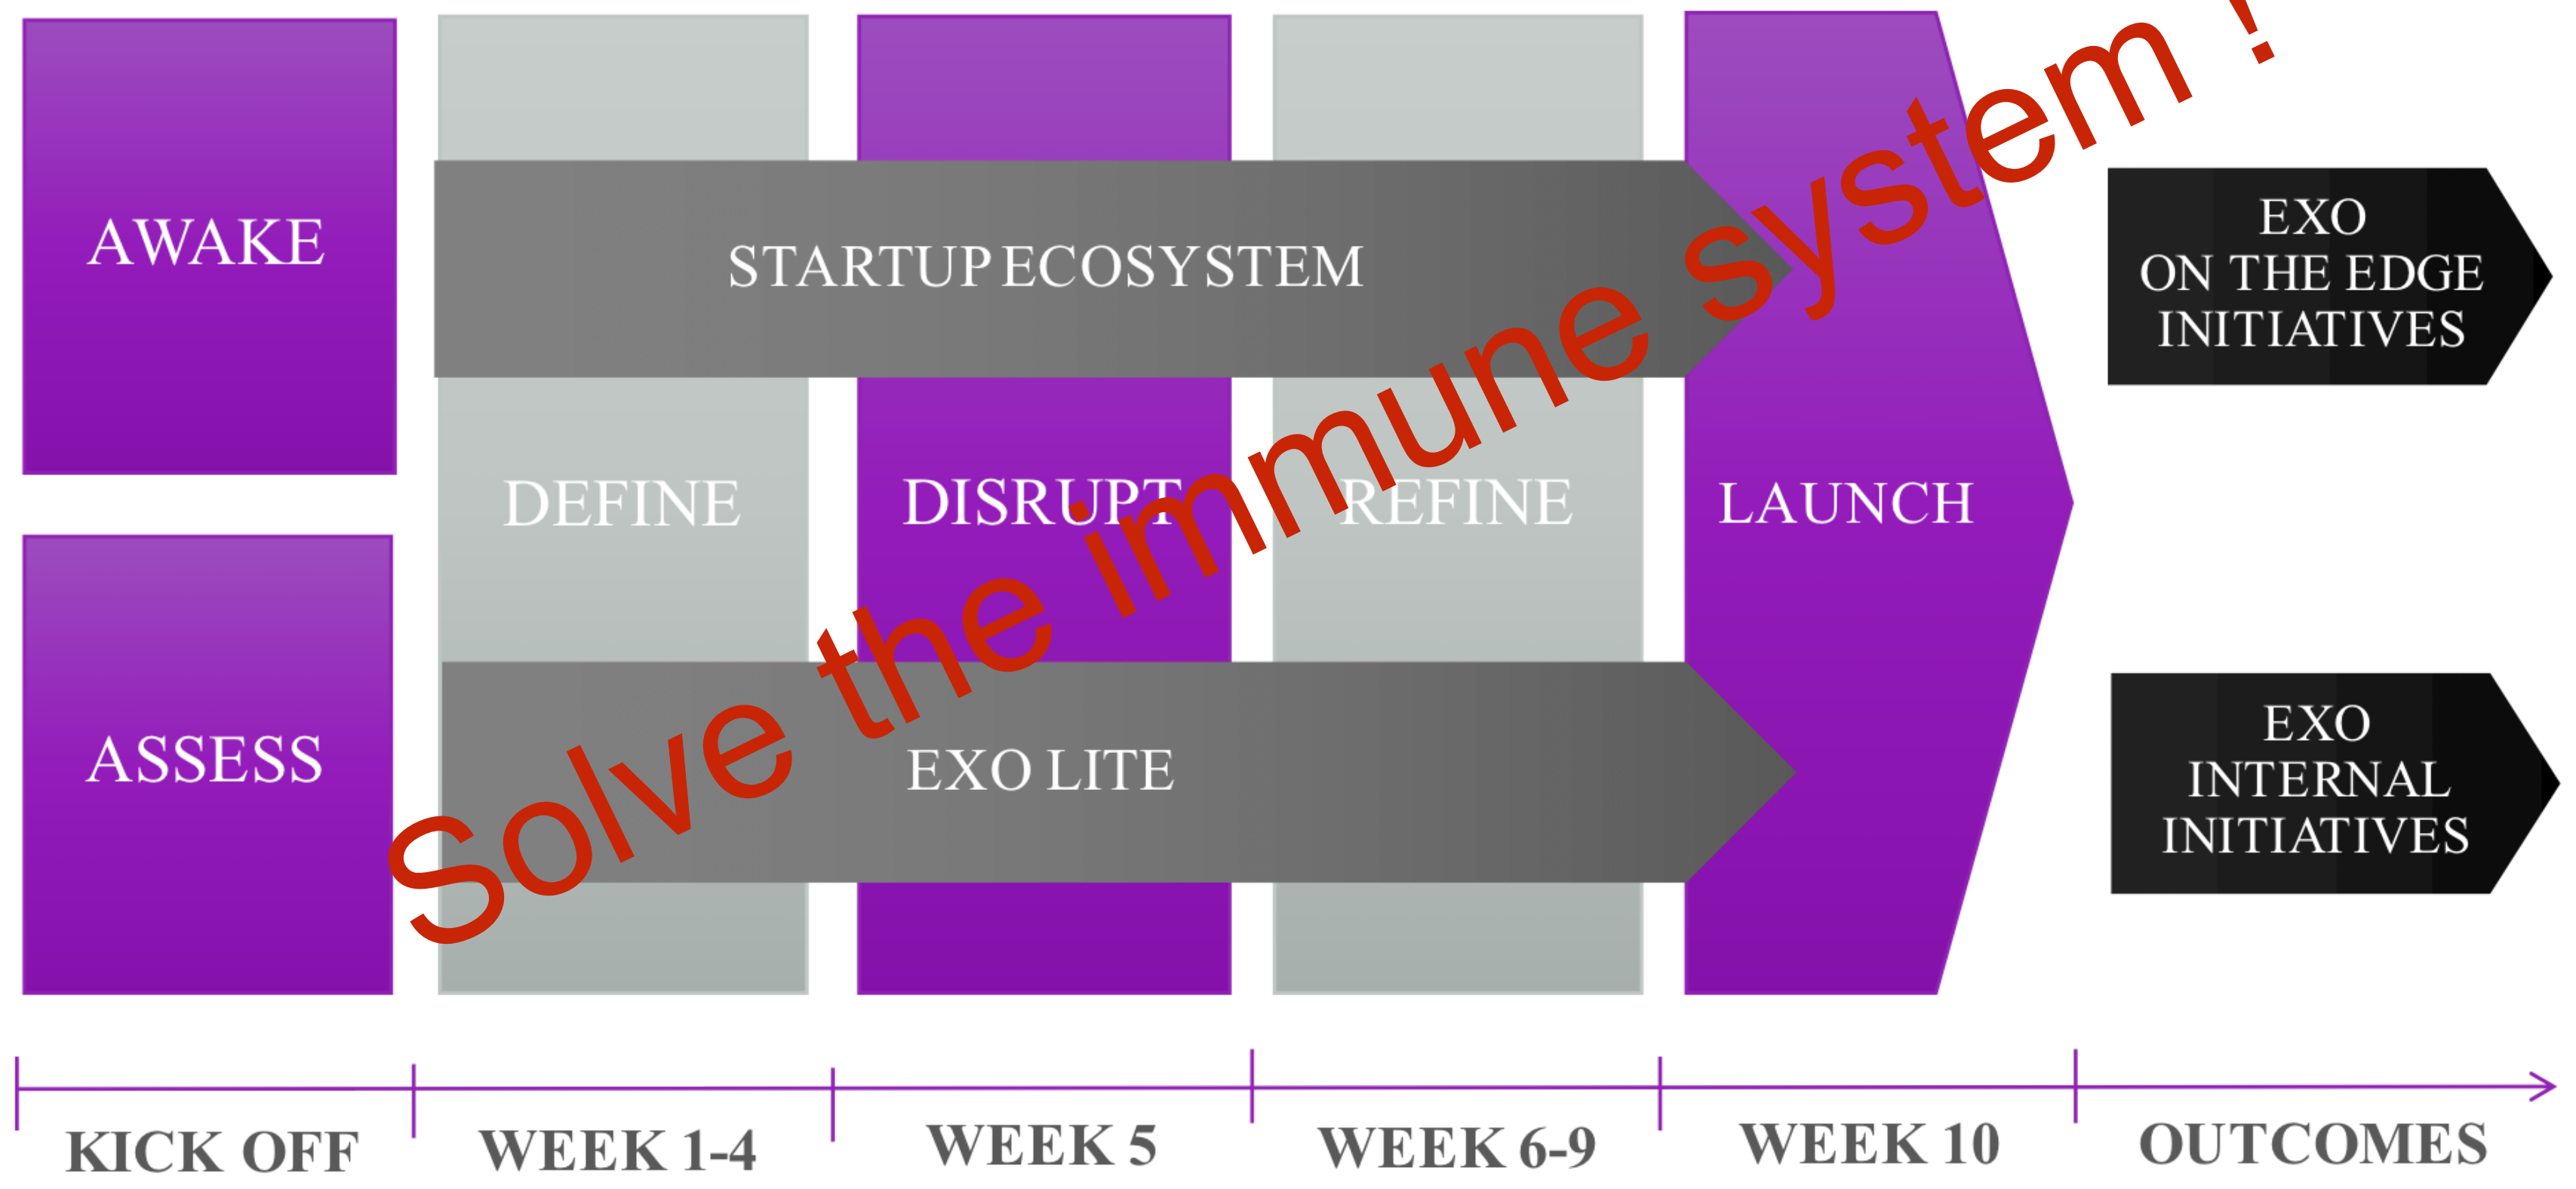 AWAKE
STARTUP ECOSYSTEM
EXO
ON THE EDGE
INITIATIVES
DEFINE
DISRUPT
REFINE
LAUNCH
Solve the immune system !
ASSESS
EXO LITE
EXO
INTERNAL
INITIATIVES
KICK OFF
WEEK 1-4
WEEK 5
WEEK 6-9
WEEK 10
OUTCOMES